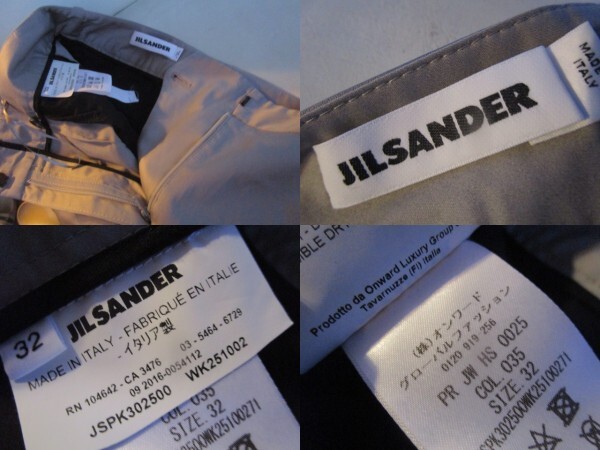 JILSANDER
JILSANDER
MADE
ITALY
32
JILSANDER
MADE IN ITALY - FABRIQUÉ EN ITALIE
- イタリア製
RN 104642 - CA 3476 03 - 5464 - 6729
09 2016-0054112
JSPK302500 WK251002
COL. 035
SIZE. 32
JSPK302500WK2510027I
Prodotto da Onward Luxury Group
Tavarnuzze (FI) Italia
(株) オンワード
グローバルファッション
0120 919 256
PR JW HS 0025
COL. 035
SIZE. 32
JSPK302500WK2510027I